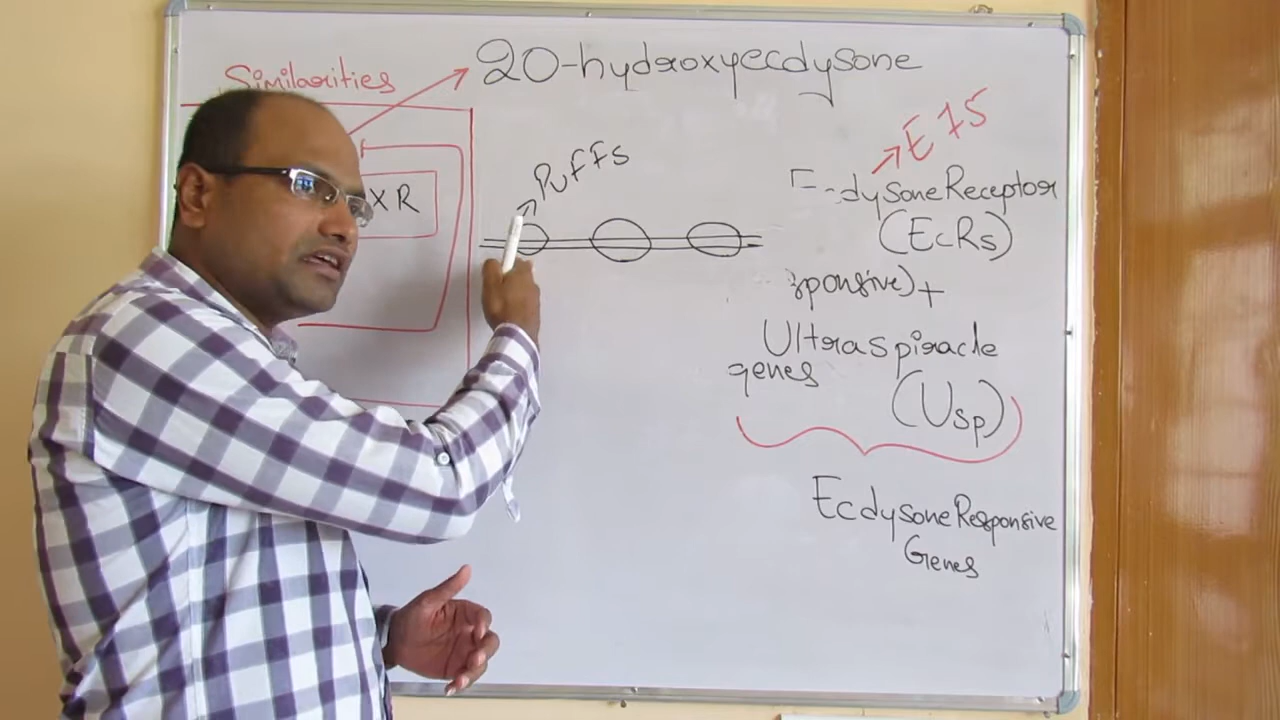 20-hydroxyecdysone
Similarities
E75
PUFFS
dysone Receptor
XR
(EcRs)
sponsive) +
Ultraspiracle
genes
(Usp)
Ecdysone Responsive
Genes